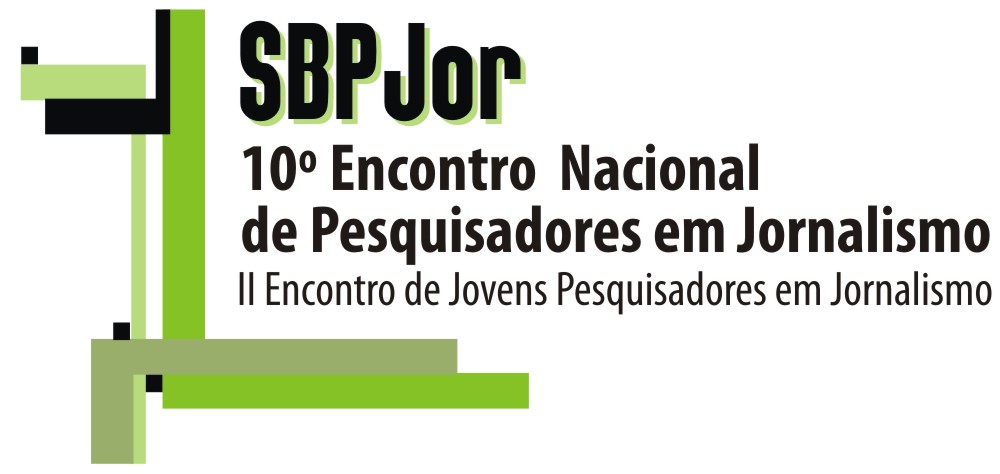 SBPJor
10º Encontro Nacional
de Pesquisadores em Jornalismo
II Encontro de Jovens Pesquisadores em Jornalismo